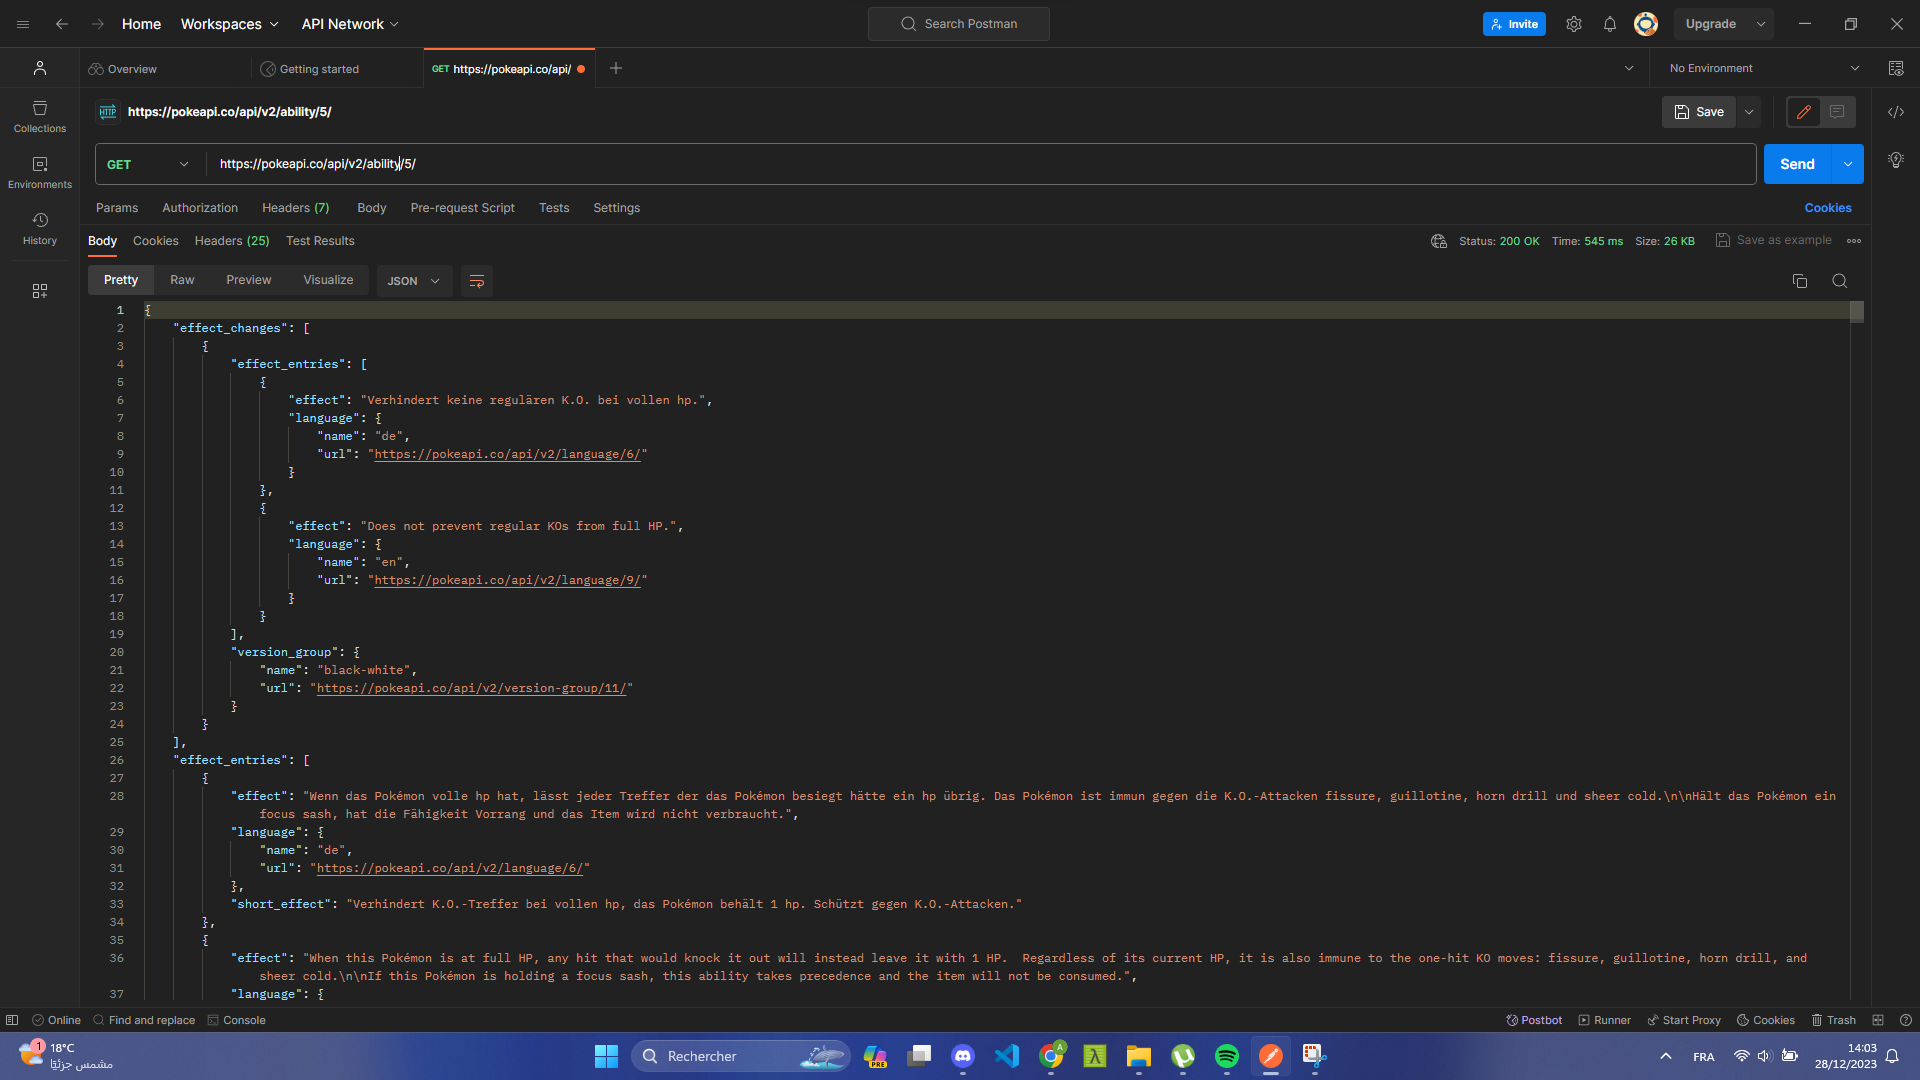 Home
Workspaces
API Network
Search Postman
Invite
Upgrade
Overview
Getting started
GET https://pokeapi.co/api/
No Environment
HTTP https://pokeapi.co/api/v2/ability/5/
Save
Collections
GET
https://pokeapi.co/api/v2/ability/5/
Send
Environments
Params Authorization Headers (7) Body Pre-request Script Tests Settings
Cookies
History
Body Cookies Headers (25) Test Results
Status: 200 OK Time: 545 ms Size: 26 KB
Save as example
Pretty Raw Preview Visualize JSON
1 {
2 "effect_changes": [
3 {
4 "effect_entries": [
5 {
6 "effect": "Verhindert keine regulären K.O. bei vollen hp.",
7 "language": {
8 "name": "de",
9 "url": "https://pokeapi.co/api/v2/language/6/"
10 }
11 },
12 {
13 "effect": "Does not prevent regular KOs from full HP.",
14 "language": {
15 "name": "en",
16 "url": "https://pokeapi.co/api/v2/language/9/"
17 }
18 }
19 ],
20 "version_group": {
21 "name": "black-white",
22 "url": "https://pokeapi.co/api/v2/version-group/11/"
23 }
24 }
25 ],
26 "effect_entries": [
27 {
28 "effect": "Wenn das Pokémon volle hp hat, lässt jeder Treffer der das Pokémon besiegt hätte ein hp übrig. Das Pokémon ist immun gegen die K.O.-Attacken fissure, guillotine, horn drill und sheer cold.\n\nHält das Pokémon ein
focus sash, hat die Fähigkeit Vorrang und das Item wird nicht verbraucht.",
29 "language": {
30 "name": "de",
31 "url": "https://pokeapi.co/api/v2/language/6/"
32 },
33 "short_effect": "Verhindert K.O.-Treffer bei vollen hp, das Pokémon behält 1 hp. Schützt gegen K.O.-Attacken."
34 },
35 {
36 "effect": "When this Pokémon is at full HP, any hit that would knock it out will instead leave it with 1 HP.  Regardless of its current HP, it is also immune to the one-hit KO moves: fissure, guillotine, horn drill, and
sheer cold.\n\nIf this Pokémon is holding a focus sash, this ability takes precedence and the item will not be consumed.",
37 "language": {
Online
Find and replace
Console
Postbot
Runner
Start Proxy
Cookies
Trash
1
18°C
مشمس جزئيًا
Rechercher
PRE
A
FRA
14:03
28/12/2023